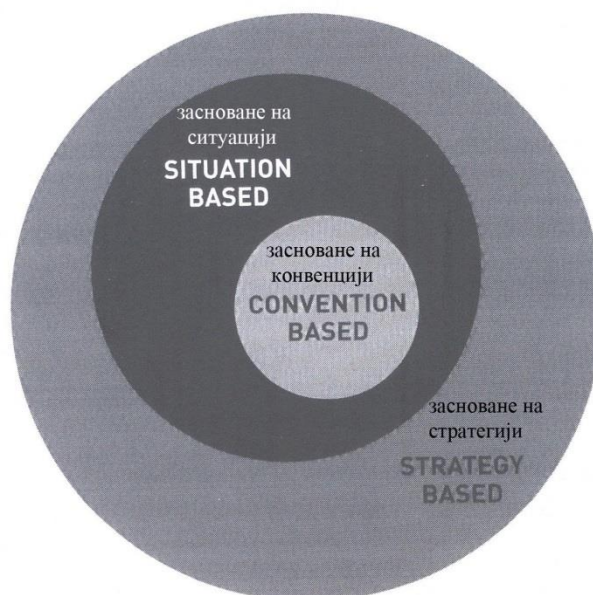 засноване на
ситуацији
SITUATION
BASED
засноване на
конвенцији
CONVENTION
BASED
засноване на
стратегији
STRATEGY
BASED